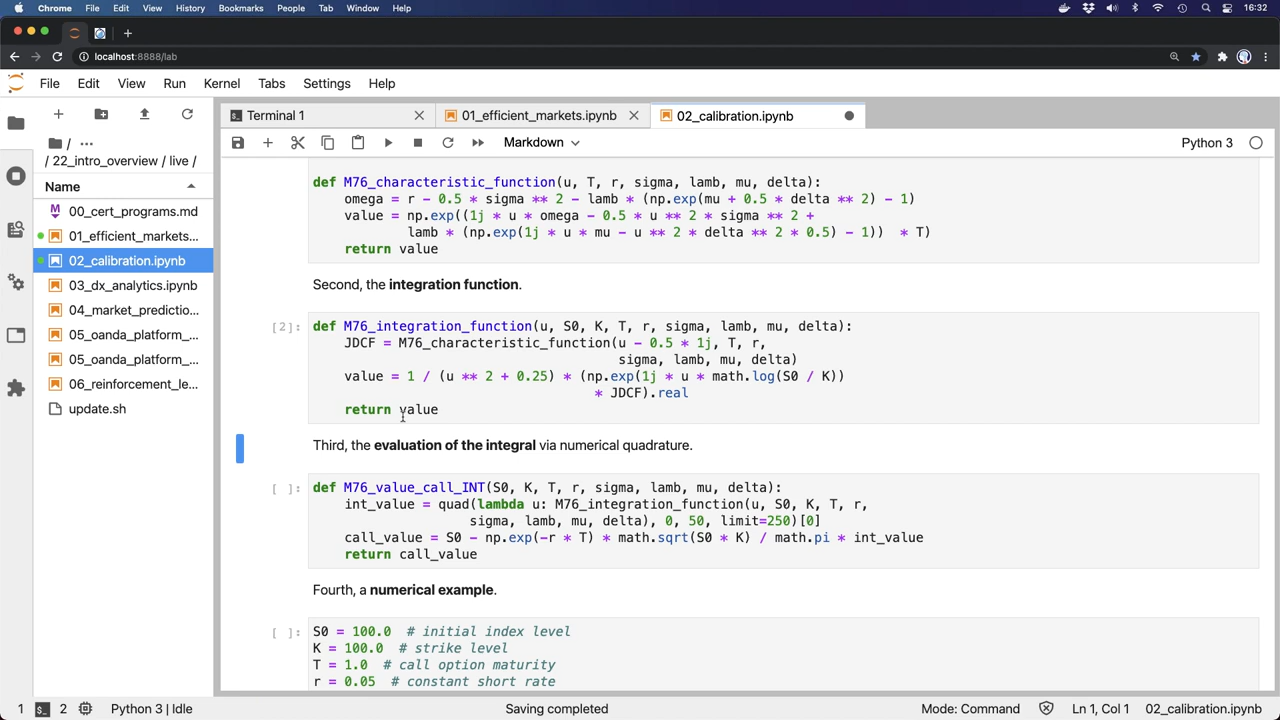 Chrome File Edit View History Bookmarks People Tab Window Help 16:32
localhost:8888/lab
File Edit View Run Kernel Tabs Settings Help
/ ...
/ 22_intro_overview / live /
Name
00_cert_programs.md
01_efficient_markets...
02_calibration.ipynb
03_dx_analytics.ipynb
04_market_predictio...
05_oanda_platform_...
05_oanda_platform_...
06_reinforcement_le...
update.sh
Terminal 1 01_efficient_markets.ipynb 02_calibration.ipynb
Markdown Python 3
def M76_characteristic_function(u, T, r, sigma, lamb, mu, delta):
omega = r - 0.5 * sigma ** 2 - lamb * (np.exp(mu + 0.5 * delta ** 2) - 1)
value = np.exp((1j * u * omega - 0.5 * u ** 2 * sigma ** 2 +
lamb * (np.exp(1j * u * mu - u ** 2 * delta ** 2 * 0.5) - 1)) * T)
return value
Second, the integration function.
[2]: def M76_integration_function(u, S0, K, T, r, sigma, lamb, mu, delta):
JDCF = M76_characteristic_function(u - 0.5 * 1j, T, r,
sigma, lamb, mu, delta)
value = 1 / (u ** 2 + 0.25) * (np.exp(1j * u * math.log(S0 / K))
* JDCF).real
return value
Third, the evaluation of the integral via numerical quadrature.
[ ]: def M76_value_call_INT(S0, K, T, r, sigma, lamb, mu, delta):
int_value = quad(lambda u: M76_integration_function(u, S0, K, T, r,
sigma, lamb, mu, delta), 0, 50, limit=250)[0]
call_value = S0 - np.exp(-r * T) * math.sqrt(S0 * K) / math.pi * int_value
return call_value
Fourth, a numerical example.
[ ]: S0 = 100.0 # initial index level
K = 100.0 # strike level
T = 1.0 # call option maturity
r = 0.05 # constant short rate
1 2 Python 3 | Idle Saving completed Mode: Command Ln 1, Col 1 02_calibration.ipynb